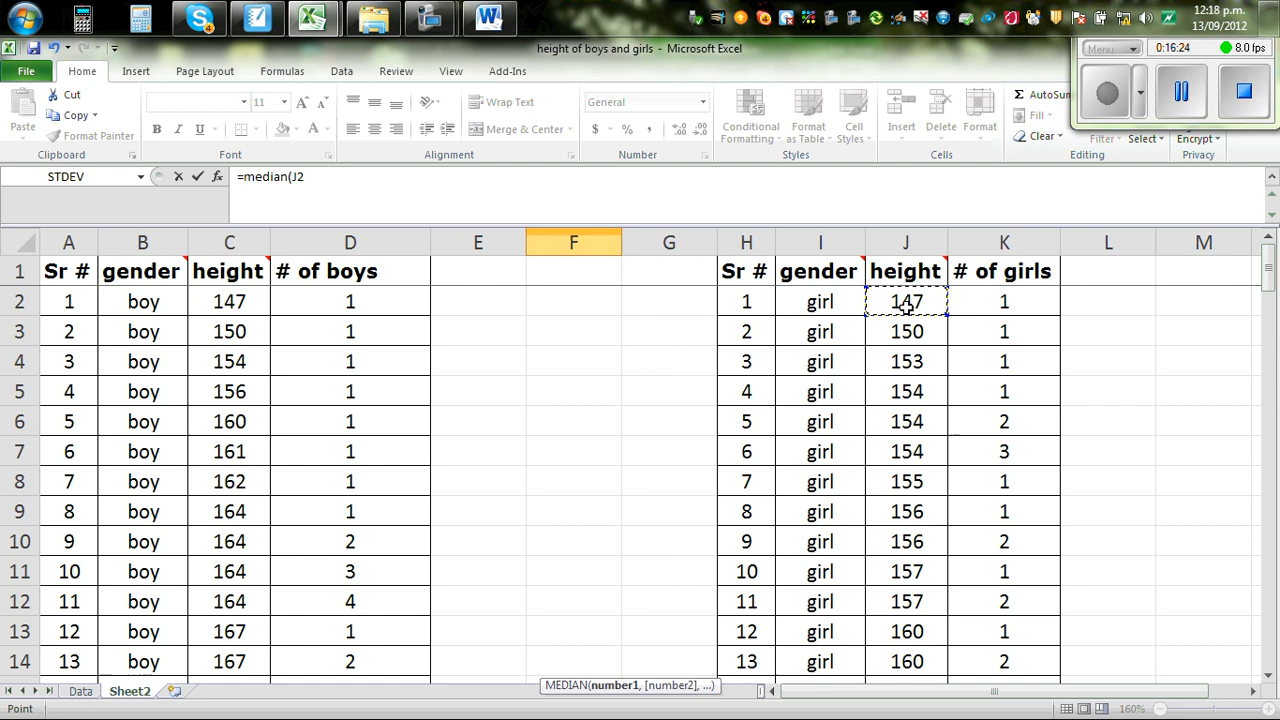 12:18 p.m.
13/09/2012
height of boys and girls - Microsoft Excel
Menu 0:16:24 8.0 fps
File Home Insert Page Layout Formulas Data Review View Add-Ins
Cut
Copy
Format Painter
Paste
11
Wrap Text
Merge & Center
General
Conditional Formatting
Format as Table
Cell Styles
Insert Delete Format
AutoSum
Fill
Clear
Filter Select
Encrypt
Clipboard Font Alignment Number Styles Cells Editing Privacy
STDEV =median(J2
A B C D E F G H I J K L M
1 Sr # gender height # of boys Sr # gender height # of girls
2 1 boy 147 1 1 girl 147 1
3 2 boy 150 1 2 girl 150 1
4 3 boy 154 1 3 girl 153 1
5 4 boy 156 1 4 girl 154 1
6 5 boy 160 1 5 girl 154 2
7 6 boy 161 1 6 girl 154 3
8 7 boy 162 1 7 girl 155 1
9 8 boy 164 1 8 girl 156 1
10 9 boy 164 2 9 girl 156 2
11 10 boy 164 3 10 girl 157 1
12 11 boy 164 4 11 girl 157 2
13 12 boy 167 1 12 girl 160 1
14 13 boy 167 2 13 girl 160 2
Data Sheet2 MEDIAN(number1, [number2], ...)
Point 160%